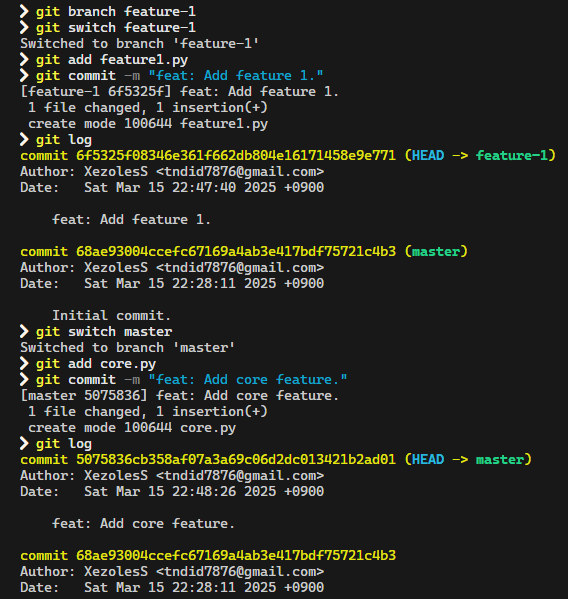 ❯ git branch feature-1
❯ git switch feature-1
Switched to branch 'feature-1'
❯ git add feature1.py
❯ git commit -m "feat: Add feature 1."
[feature-1 6f5325f] feat: Add feature 1.
 1 file changed, 1 insertion(+)
 create mode 100644 feature1.py
❯ git log
commit 6f5325f08346e361f662db804e16171458e9e771 (HEAD -> feature-1)
Author: XezolesS <tndid7876@gmail.com>
Date:   Sat Mar 15 22:47:40 2025 +0900

    feat: Add feature 1.

commit 68ae93004ccefc67169a4ab3e417bdf75721c4b3 (master)
Author: XezolesS <tndid7876@gmail.com>
Date:   Sat Mar 15 22:28:11 2025 +0900

    Initial commit.
❯ git switch master
Switched to branch 'master'
❯ git add core.py
❯ git commit -m "feat: Add core feature."
[master 5075836] feat: Add core feature.
 1 file changed, 1 insertion(+)
 create mode 100644 core.py
❯ git log
commit 5075836cb358af07a3a69c06d2dc013421b2ad01 (HEAD -> master)
Author: XezolesS <tndid7876@gmail.com>
Date:   Sat Mar 15 22:48:26 2025 +0900

    feat: Add core feature.

commit 68ae93004ccefc67169a4ab3e417bdf75721c4b3
Author: XezolesS <tndid7876@gmail.com>
Date:   Sat Mar 15 22:28:11 2025 +0900